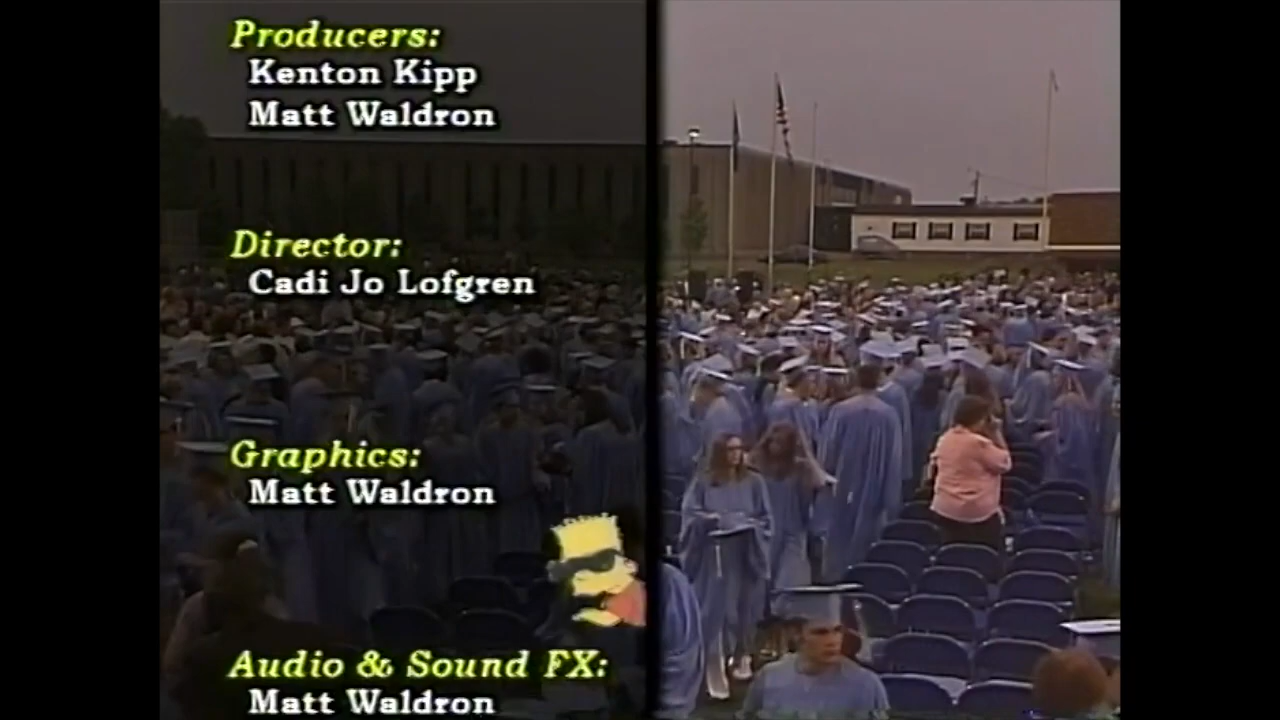 Producers:
Kenton Kipp
Matt Waldron
Director:
Cadi Jo Lofgren
Graphics:
Matt Waldron
Audio & Sound FX:
Matt Waldron